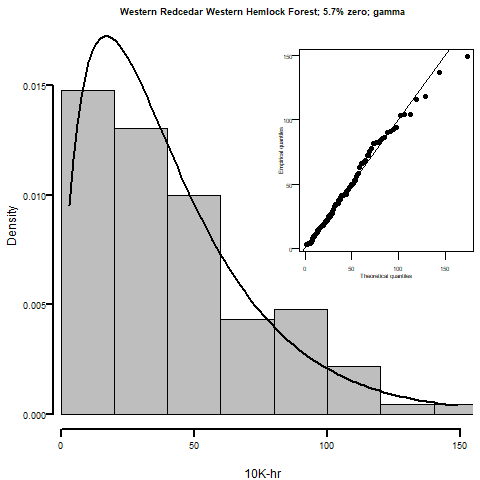 Western Redcedar Western Hemlock Forest; 5.7% zero; gamma
Density
0.015
0.010
0.005
0.000
0 50 100 150
10K-hr
Empirical quantiles
150
100
50
0
0 50 100 150
Theoretical quantiles